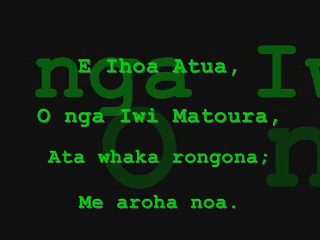 E Ihoa Atua,
O nga Iwi Matoura,
Ata whaka rongona;
Me aroha noa.